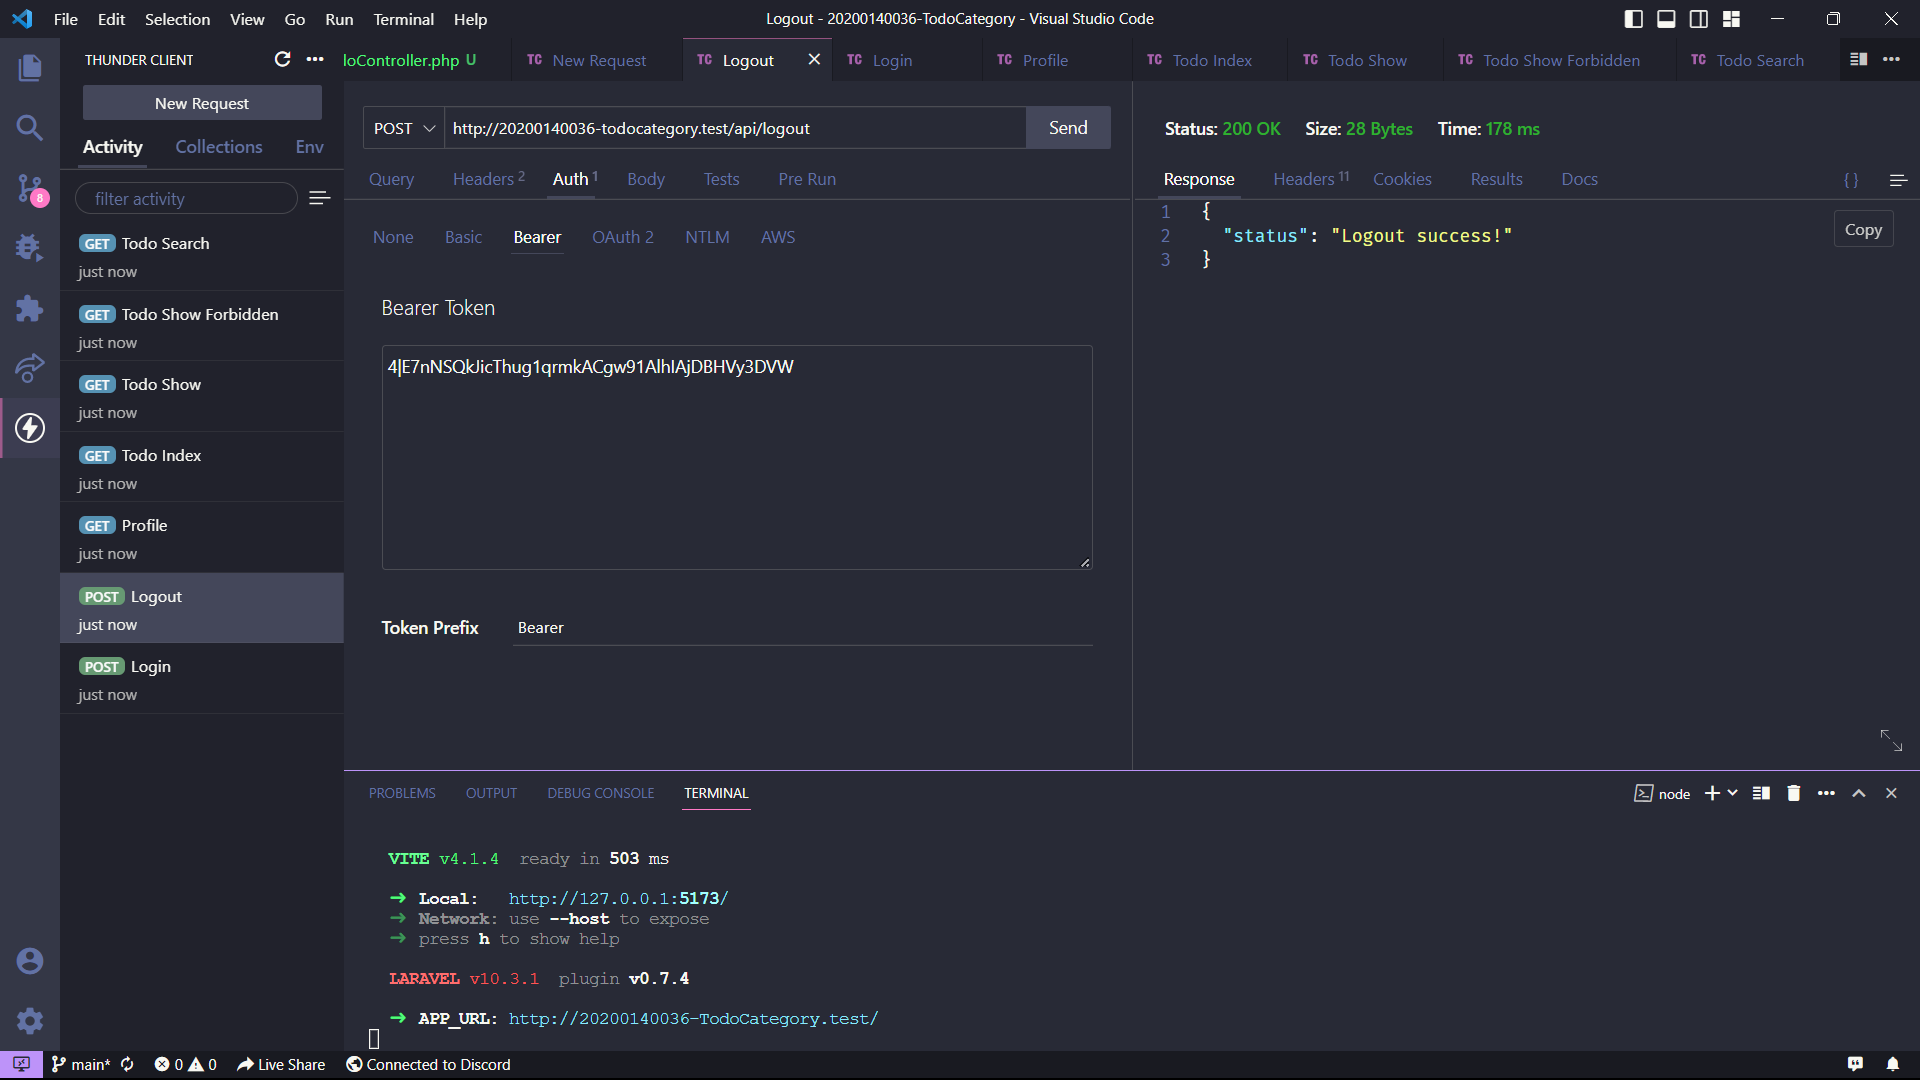 File Edit Selection View Go Run Terminal Help
Logout - 20200140036-TodoCategory - Visual Studio Code
THUNDER CLIENT
loController.php U
TC New Request
TC Logout
TC Login
TC Profile
TC Todo Index
TC Todo Show
TC Todo Show Forbidden
TC Todo Search
New Request
Activity Collections Env
filter activity
GET Todo Search
just now
GET Todo Show Forbidden
just now
GET Todo Show
just now
GET Todo Index
just now
GET Profile
just now
POST Logout
just now
POST Login
just now
8
POST http://20200140036-todocategory.test/api/logout Send
Query Headers 2 Auth 1 Body Tests Pre Run
None Basic Bearer OAuth 2 NTLM AWS
Bearer Token
4|E7nNSQkJicThug1qrmkACgw91AlhIAjDBHVy3DVW
Token Prefix Bearer
Status: 200 OK Size: 28 Bytes Time: 178 ms
Response Headers 11 Cookies Results Docs { }
1 {
2 "status": "Logout success!"
3 }
Copy
PROBLEMS OUTPUT DEBUG CONSOLE TERMINAL
node
VITE v4.1.4 ready in 503 ms
➜ Local: http://127.0.0.1:5173/
➜ Network: use --host to expose
➜ press h to show help
LARAVEL v10.3.1 plugin v0.7.4
➜ APP_URL: http://20200140036-TodoCategory.test/
main* 0 0 Live Share Connected to Discord